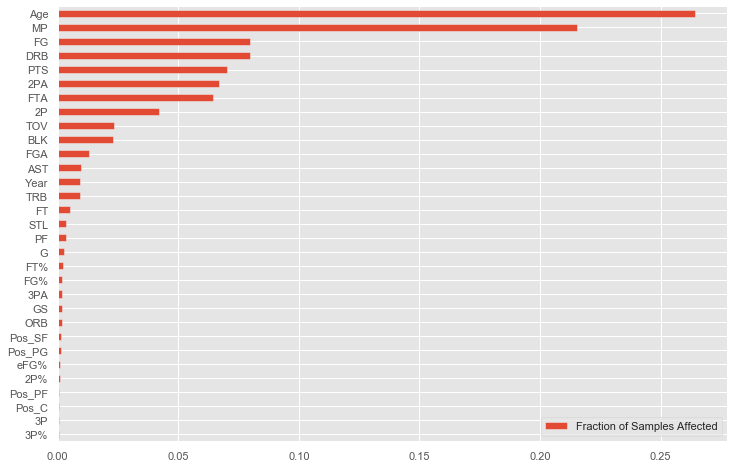 Age
MP
FG
DRB
PTS
2PA
FTA
2P
TOV
BLK
FGA
AST
Year
TRB
FT
STL
PF
G
FT%
FG%
3PA
GS
ORB
Pos_SF
Pos_PG
eFG%
2P%
Pos_PF
Pos_C
3P
3P%
Fraction of Samples Affected
0.00 0.05 0.10 0.15 0.20 0.25